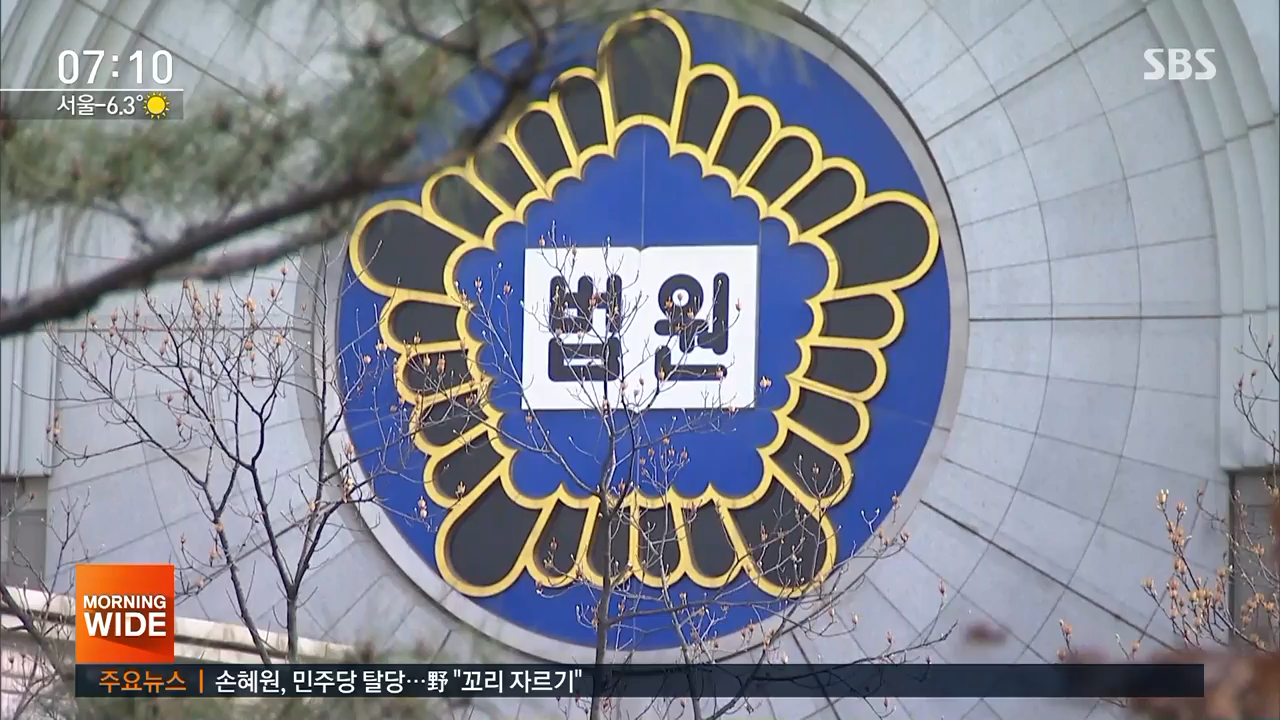 07:10
SBS
서울-6.3°
법원
MORNING
WIDE
주요뉴스 | 손혜원, 민주당 탈당…野 "꼬리 자르기"